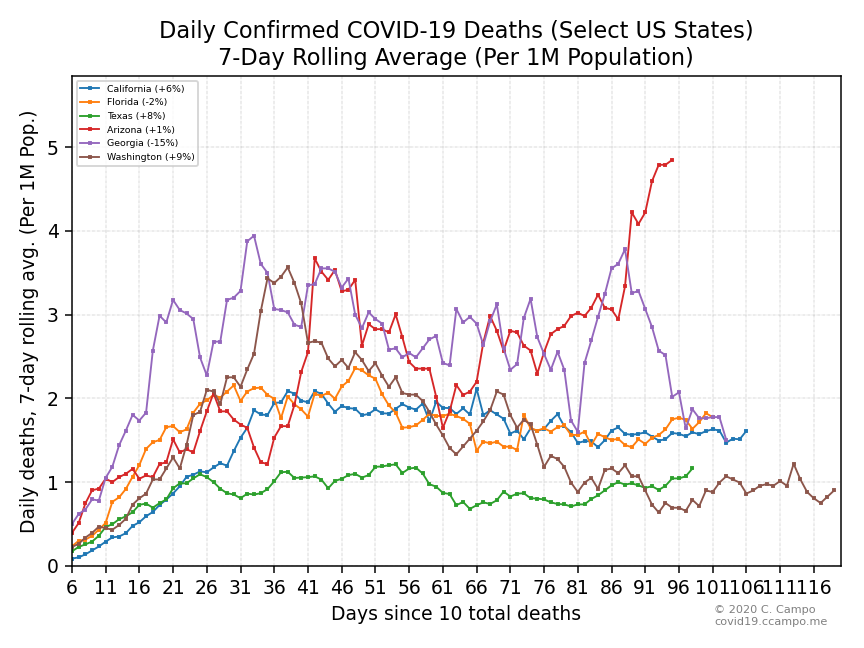 Daily Confirmed COVID-19 Deaths (Select US States)
7-Day Rolling Average (Per 1M Population)
California (+6%)
Florida (-2%)
Texas (+8%)
Arizona (+1%)
Georgia (-15%)
Washington (+9%)
Daily deaths, 7-day rolling avg. (Per 1M Pop.)
5
4
3
2
1
0
6 11 16 21 26 31 36 41 46 51 56 61 66 71 76 81 86 91 96 101 106 111 116
Days since 10 total deaths
© 2020 C. Campo
covid19.ccampo.me